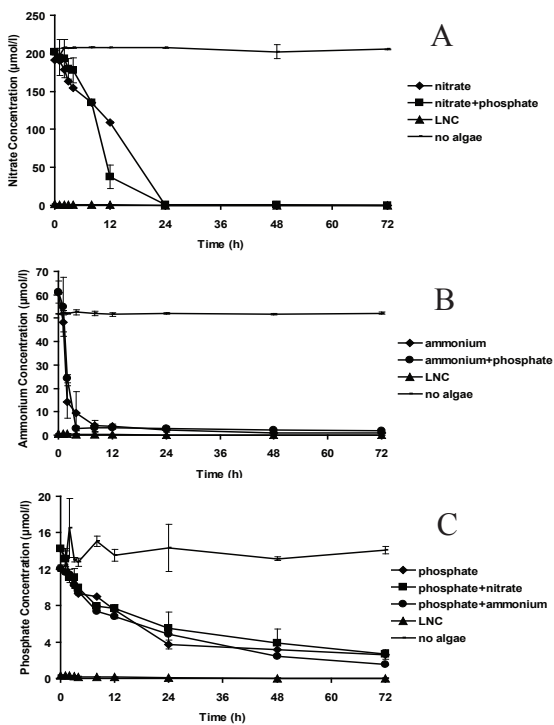 A
Nitrate Concentration (µmol/l)
250
200
150
100
50
0
0 12 24 36 48 60 72
Time (h)
nitrate
nitrate+phosphate
LNC
no algae
B
Ammonium Concentration (µmol/l)
70
60
50
40
30
20
10
0
0 12 24 36 48 60 72
Time (h)
ammonium
ammonium+phosphate
LNC
no algae
C
Phosphate Concentration (µmol/l)
20
16
12
8
4
0
0 12 24 36 48 60 72
Time (h)
phosphate
phosphate+nitrate
phosphate+ammonium
LNC
no algae